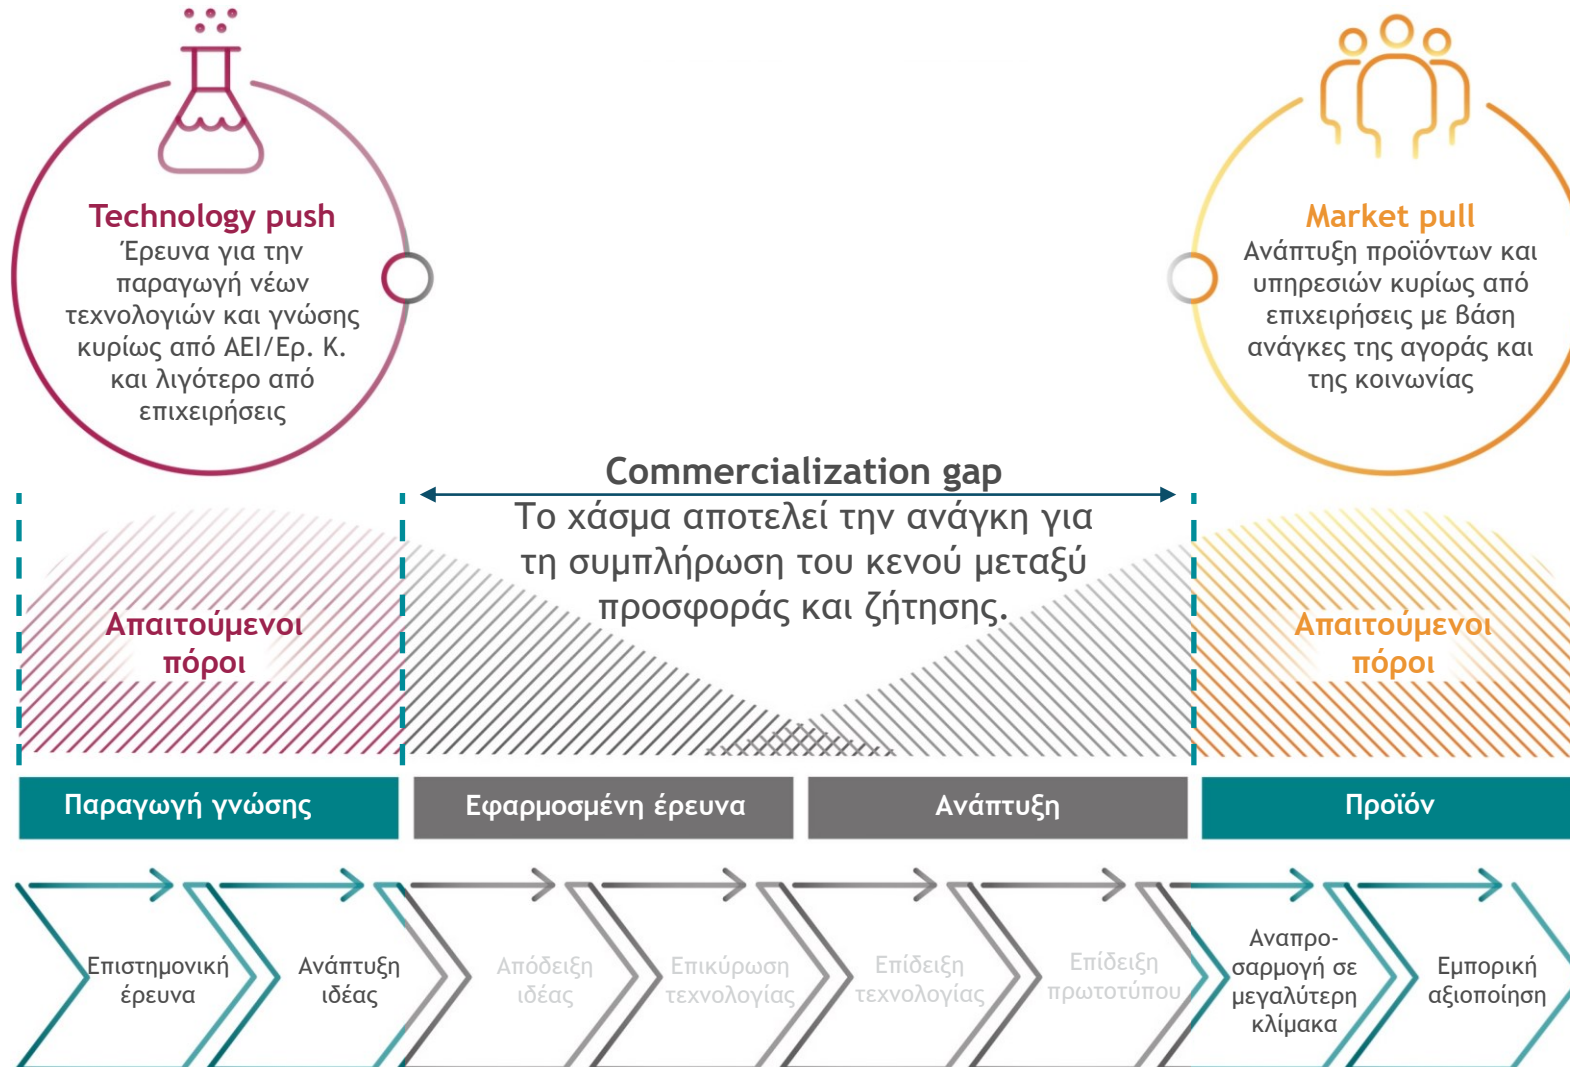 Technology push
Έρευνα για την
παραγωγή νέων
τεχνολογιών και γνώσης
κυρίως από ΑΕΙ/Ερ. Κ.
και λιγότερο από
επιχειρήσεις
Market pull
Ανάπτυξη προϊόντων και
υπηρεσιών κυρίως από
επιχειρήσεις με βάση
ανάγκες της αγοράς και
της κοινωνίας
Commercialization gap
Το χάσμα αποτελεί την ανάγκη για
τη συμπλήρωση του κενού μεταξύ
προσφοράς και ζήτησης.
Απαιτούμενοι
πόροι
Απαιτούμενοι
πόροι
Παραγωγή γνώσης
Εφαρμοσμένη έρευνα
Ανάπτυξη
Προϊόν
Επιστημονική
έρευνα
Ανάπτυξη
ιδέας
Απόδειξη
ιδέας
Επικύρωση
τεχνολογίας
Επίδειξη
τεχνολογίας
Επίδειξη
πρωτοτύπου
Αναπρο-
σαρμογή σε
μεγαλύτερη
κλίμακα
Εμπορική
αξιοποίηση